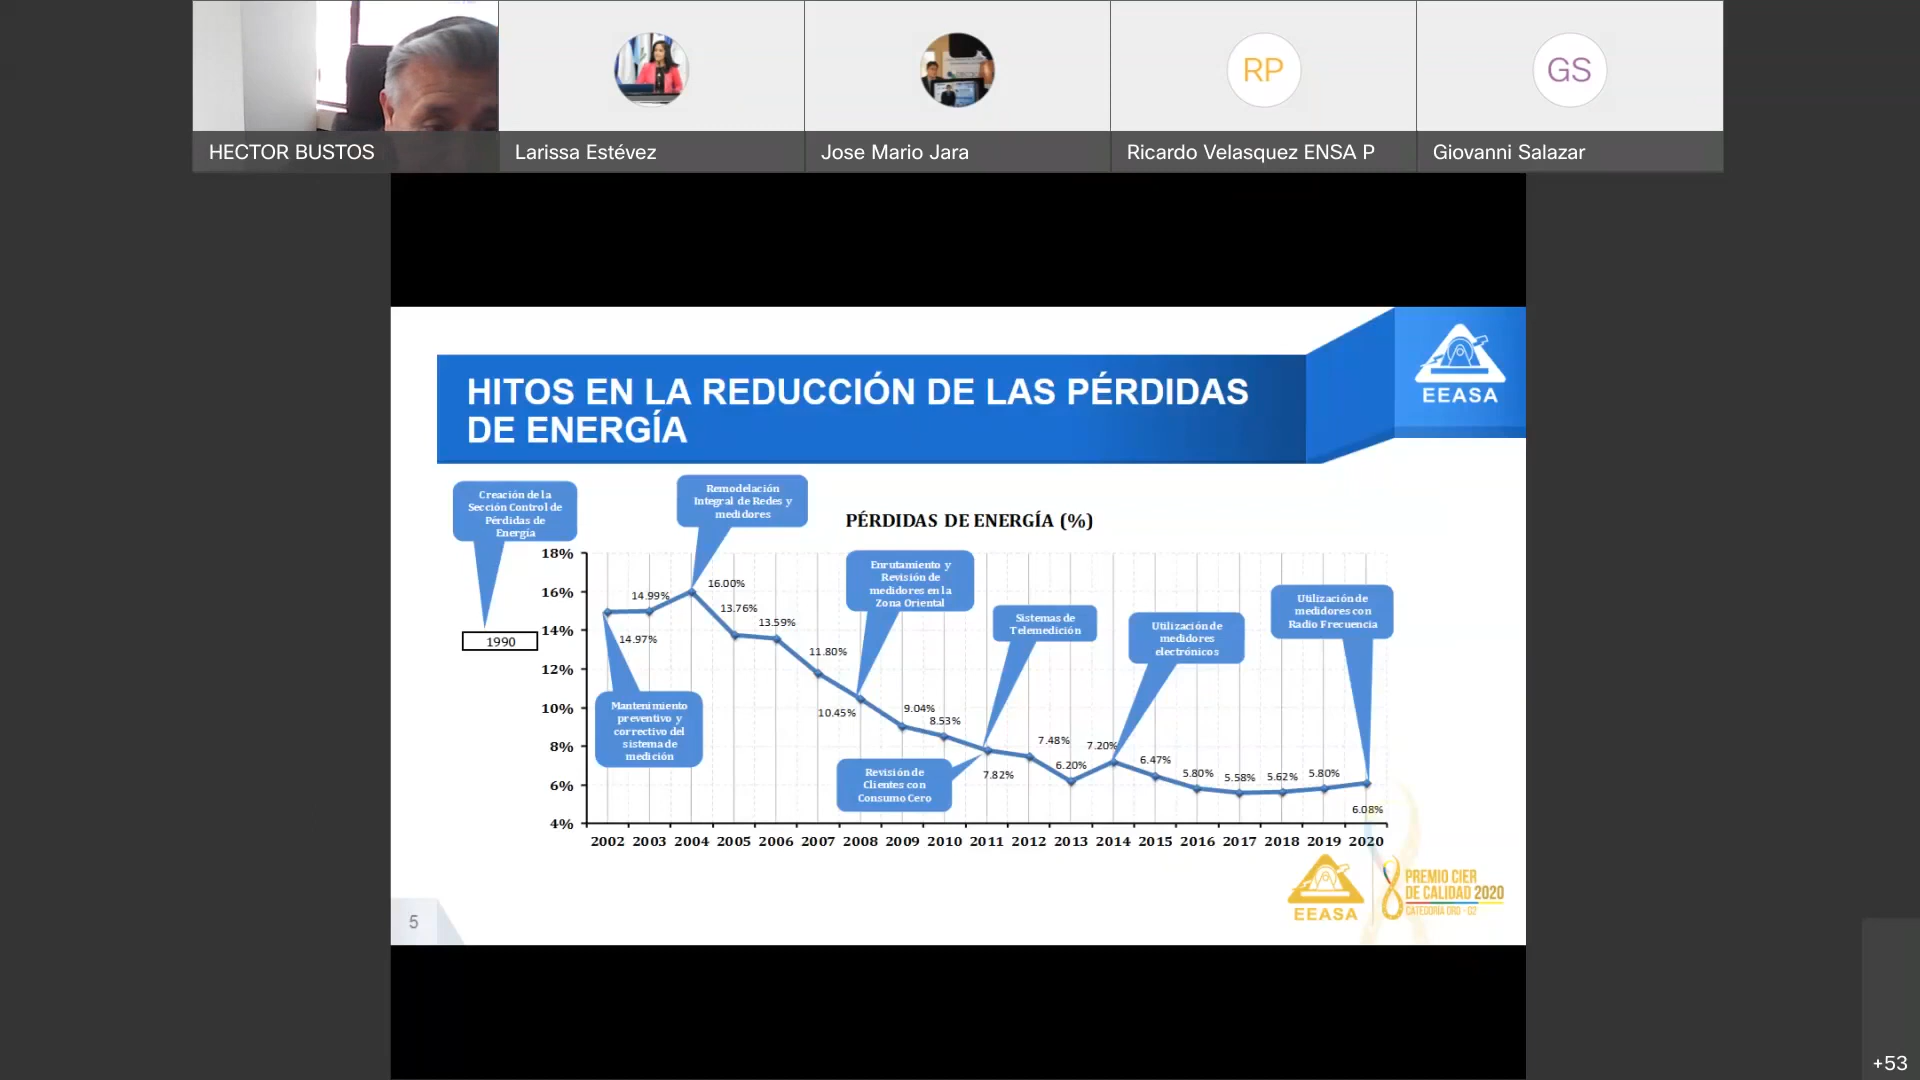 HECTOR BUSTOS
Larissa Estévez
Jose Mario Jara
RP
Ricardo Velasquez ENSA P
GS
Giovanni Salazar
HITOS EN LA REDUCCIÓN DE LAS PÉRDIDAS
DE ENERGÍA
EEASA
Creación de la
Sección Control de
Pérdidas de
Energía
1990
Remodelación
Integral de Redes y
medidores
PÉRDIDAS DE ENERGÍA (%)
Enrutamiento y
Revisión de
medidores en la
Zona Oriental
Sistemas de
Telemedición
Utilización de
medidores
electrónicos
Utilización de
medidores con
Radio Frecuencia
Mantenimiento
preventivo y
correctivo del
sistema de
medición
Revisión de
Clientes con
Consumo Cero
18%
16%
14%
12%
10%
8%
6%
4%
14.97%
14.99%
16.00%
13.76%
13.59%
11.80%
10.45%
9.04%
8.53%
7.82%
7.48%
6.20%
7.20%
6.47%
5.80%
5.58%
5.62%
5.80%
6.08%
2002 2003 2004 2005 2006 2007 2008 2009 2010 2011 2012 2013 2014 2015 2016 2017 2018 2019 2020
EEASA
PREMIO CIER
DE CALIDAD 2020
CATEGORÍA ORO - D2
5
+53